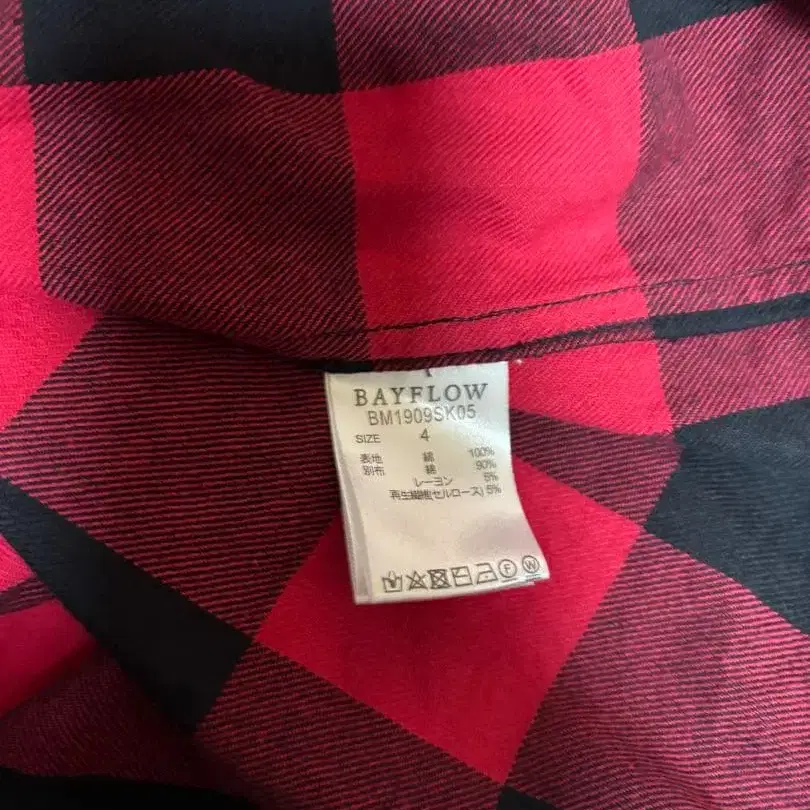 BAYFLOW
BM1909SK05
SIZE 4
表地 綿 100%
別布 綿 90%
レーヨン 5%
再生繊維(セルロース) 5%
F W